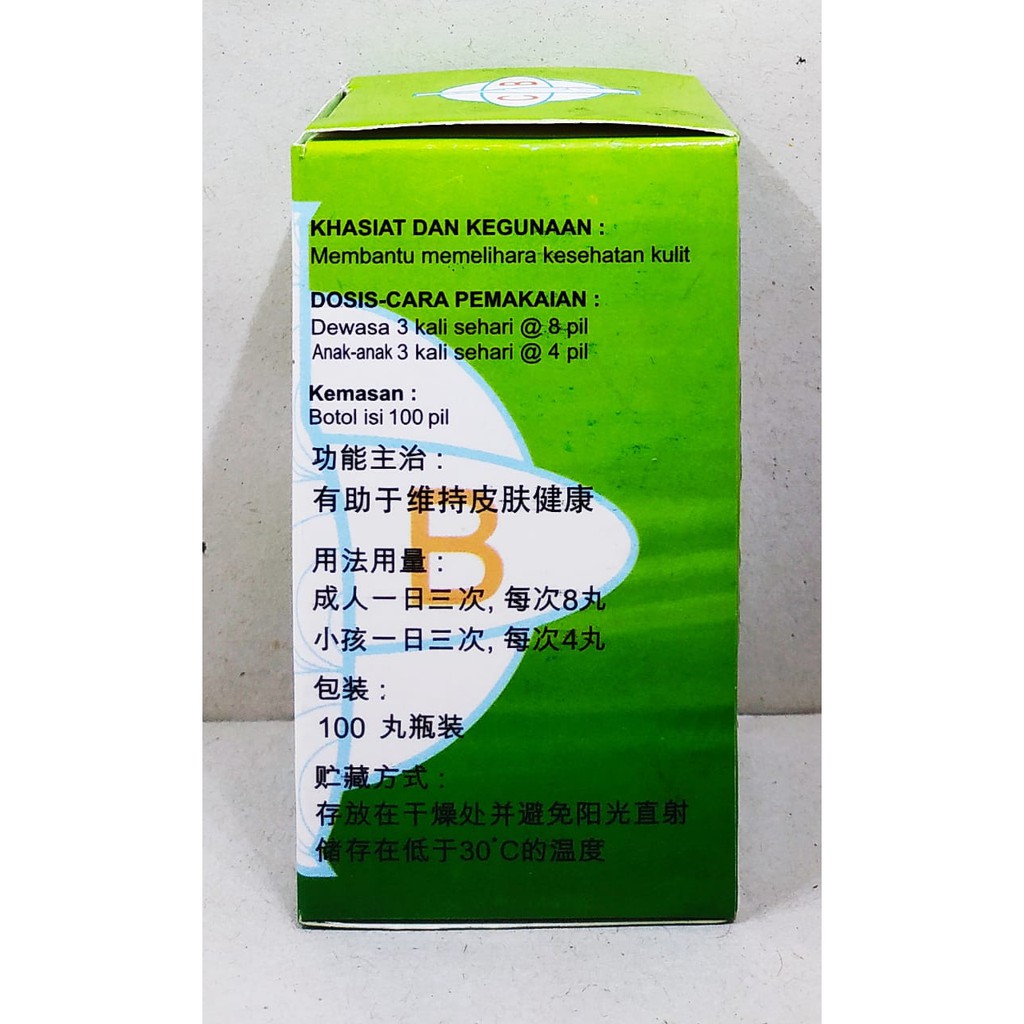 CB
KHASIAT DAN KEGUNAAN :
Membantu memelihara kesehatan kulit
DOSIS-CARA PEMAKAIAN :
Dewasa 3 kali sehari @ 8 pil
Anak-anak 3 kali sehari @ 4 pil
Kemasan :
Botol isi 100 pil
功能主治 :
有助于维持皮肤健康
B
用法用量 :
成人一日三次, 每次8丸
小孩一日三次, 每次4丸
包装 :
100 丸瓶装
贮藏方式 :
存放在干燥处并避免阳光直射
储存在低于30°C的温度